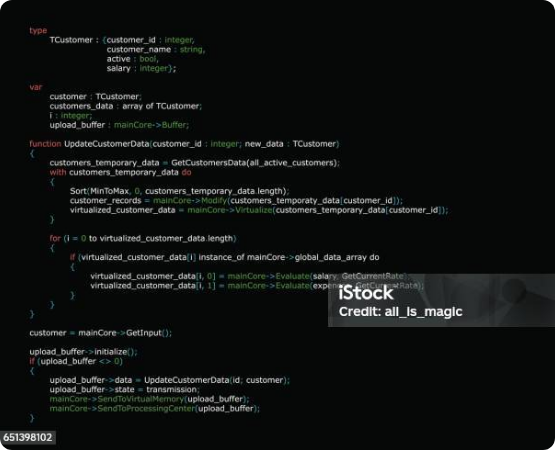 type
TCustomer : {customer_id : integer,
customer_name : string,
active : bool,
salary : integer};
var
customer : TCustomer;
customers_data : array of TCustomer;
i : integer;
upload_buffer : mainCore->Buffer;
function UpdateCustomerData(customer_id : integer; new_data : TCustomer)
{
customers_temporary_data = GetCustomersData(all_active_customers);
with customers_temporary_data do
{
Sort(MinToMax, 0, customers_temporary_data.length);
customer_records = mainCore->Modify(customers_temporaty_data[customer_id]);
virtualized_customer_data = mainCore->Virtualize(customers_temporary_data[customer_id]);
}
for (i = 0 to virtualized_customer_data.length)
{
if (virtualized_customer_data[i] instance of mainCore->global_data_array do
{
virtualized_customer_data[i, 0] = mainCore->Evaluate(salary, GetCurrentRate);
virtualized_customer_data[i, 1] = mainCore->Evaluate(expenses, GetCurrentRate);
}
}
}
customer = mainCore->GetInput();
upload_buffer->initialize();
if (upload_buffer <> 0)
{
upload_buffer->data = UpdateCustomerData(id; customer);
upload_buffer->state = transmission;
mainCore->SendToVirtualMemory(upload_buffer);
mainCore->SendToProcessingCenter(upload_buffer);
}
iStock
Credit: all_is_magic
651398102